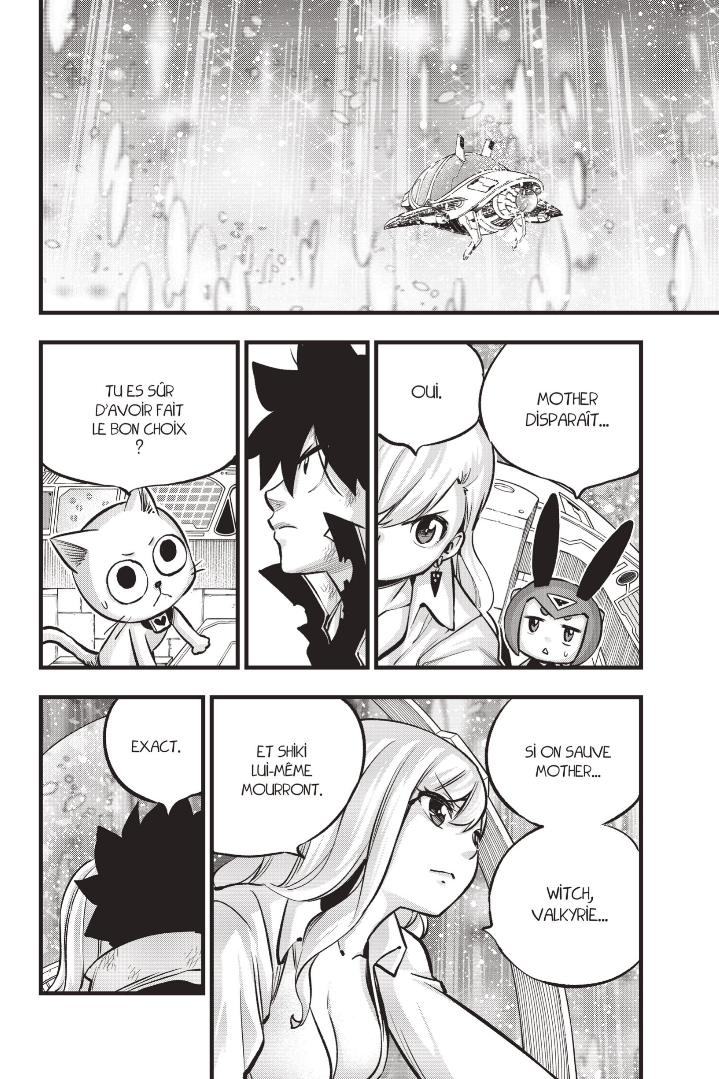 MOTHER
DISPARAÎT...
OUI.
TU ES SÛR
D'AVOIR FAIT
LE BON CHOIX
?
SI ON SAUVE
MOTHER...
WITCH,
VALKYRIE...
ET SHIKI
LUI-MÊME
MOURRONT.
EXACT.